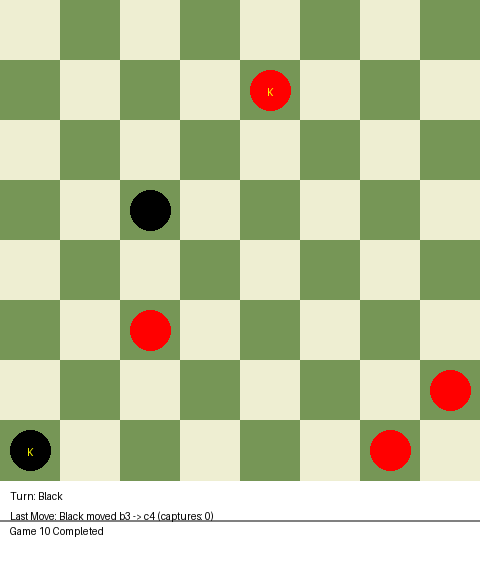 K
K
Turn: Black
Last Move: Black moved b3 -> c4 (captures: 0)
Game 10 Completed